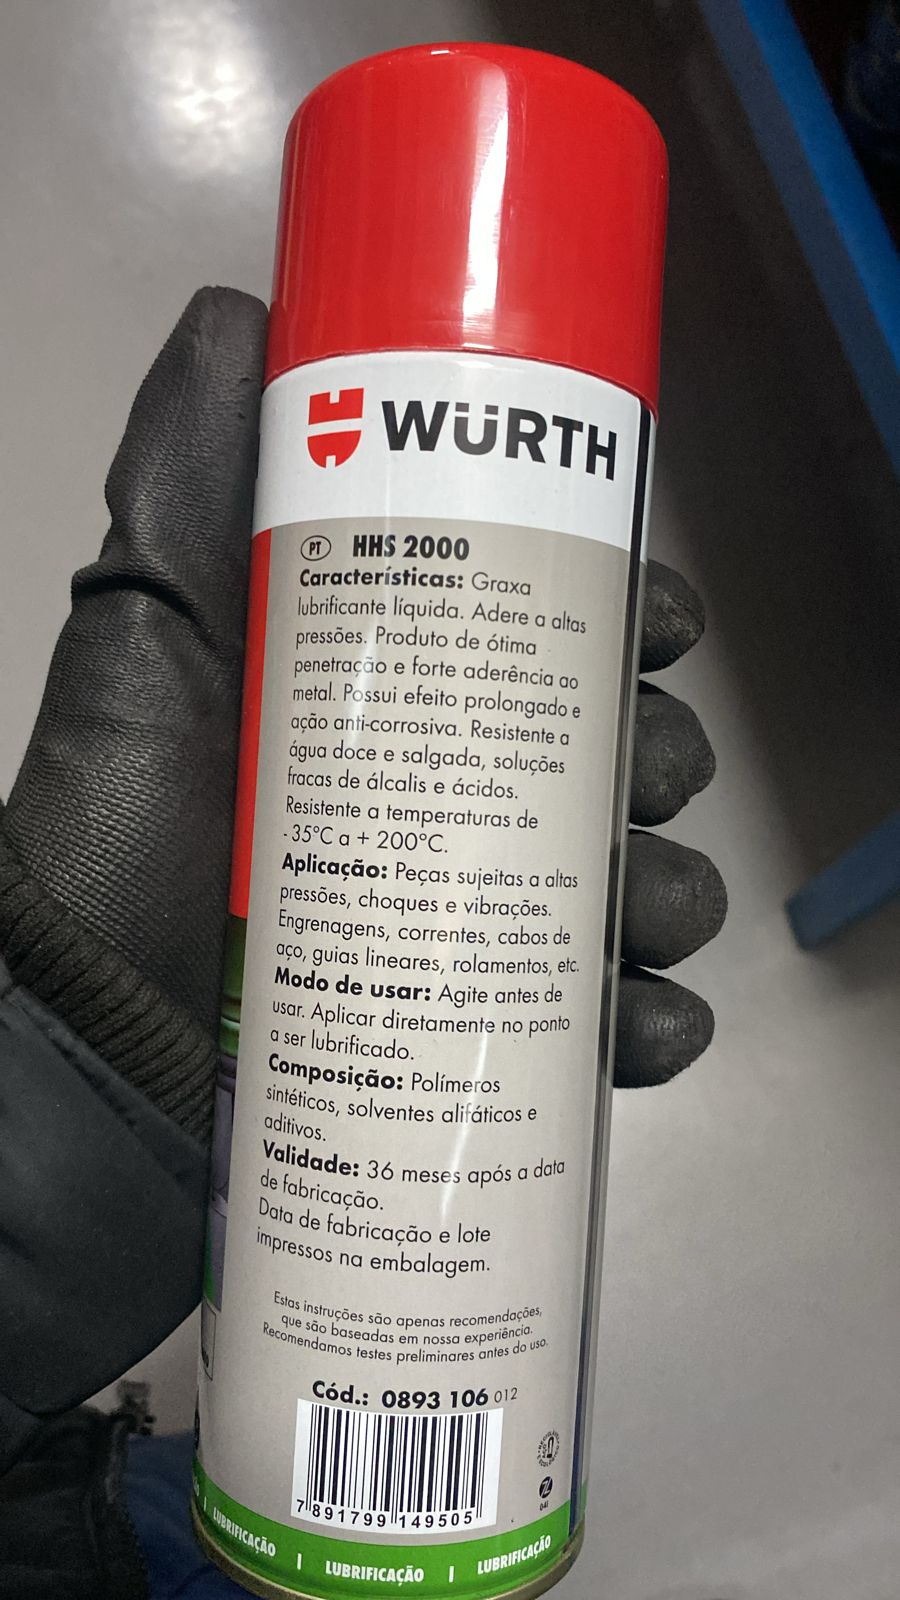 WÜRTH
PT HHS 2000
Características: Graxa
lubrificante líquida. Adere a altas
pressões. Produto de ótima
penetração e forte aderência ao
metal. Possui efeito prolongado e
ação anti-corrosiva. Resistente a
água doce e salgada, soluções
fracas de álcalis e ácidos.
Resistente a temperaturas de
- 35ºC a + 200ºC.
Aplicação: Peças sujeitas a altas
pressões, choques e vibrações.
Engrenagens, correntes, cabos de
aço, guias lineares, rolamentos, etc.
Modo de usar: Agite antes de
usar. Aplicar diretamente no ponto
a ser lubrificado.
Composição: Polímeros
sintéticos, solventes alifáticos e
aditivos.
Validade: 36 meses após a data
de fabricação.
Data de fabricação e lote
impressos na embalagem.
Estas instruções são apenas recomendações,
que são baseadas em nossa experiência.
Recomendamos testes preliminares antes do uso.
Cód.: 0893 106 012
7 891799 149505
041
LUBRIFICAÇÃO | LUBRIFICAÇÃO | LUBRIFICAÇÃO